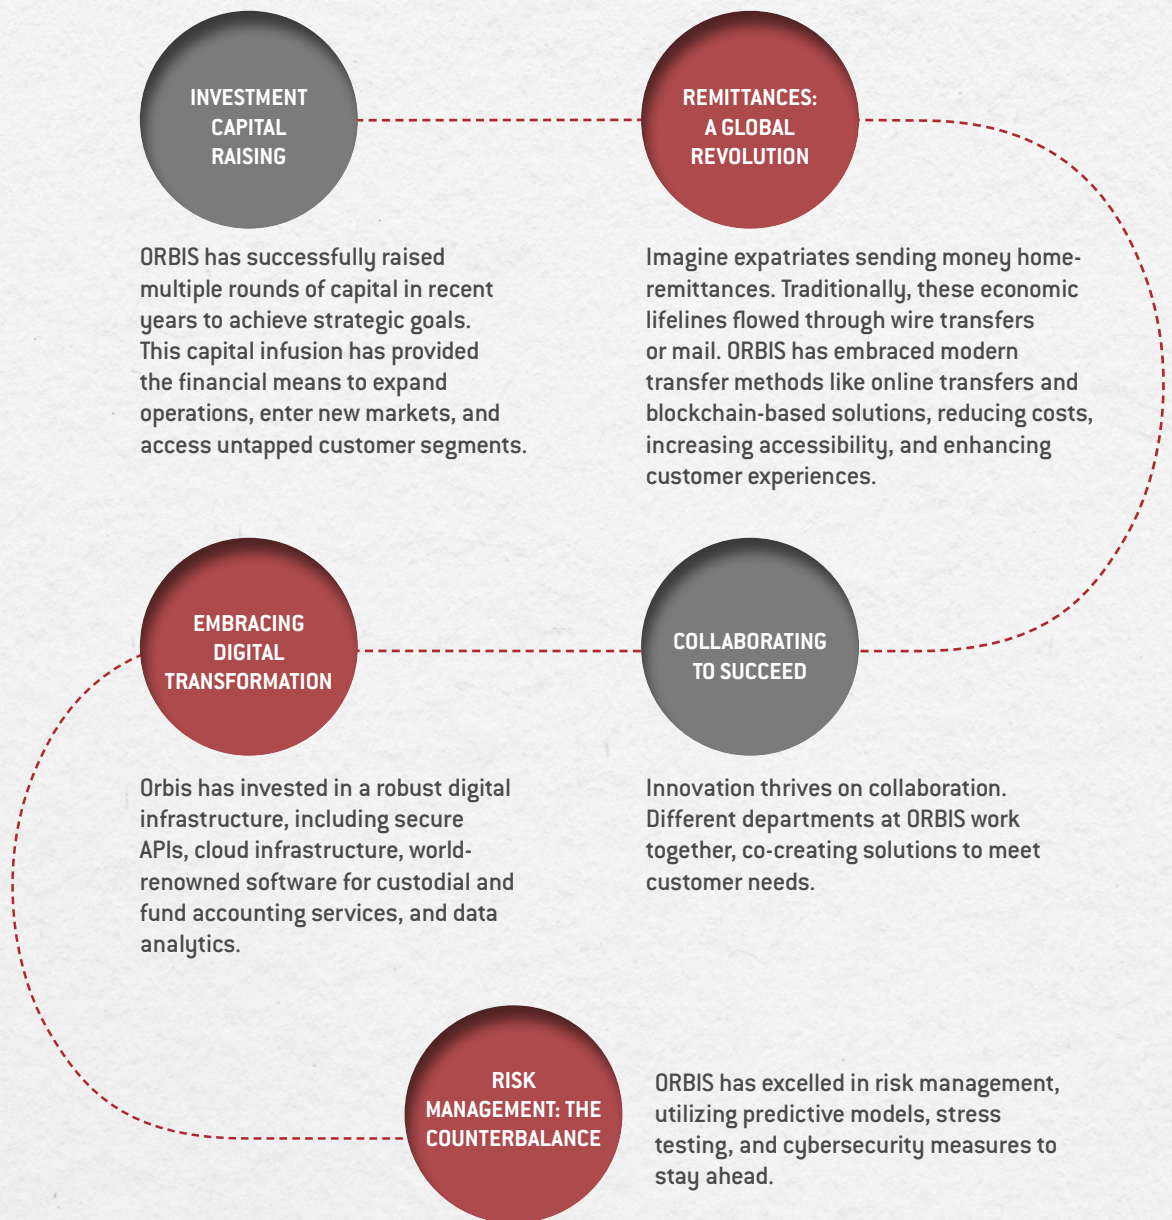 INVESTMENT
CAPITAL
RAISING
ORBIS has successfully raised
multiple rounds of capital in recent
years to achieve strategic goals.
This capital infusion has provided
the financial means to expand
operations, enter new markets, and
access untapped customer segments.
REMITTANCES:
A GLOBAL
REVOLUTION
Imagine expatriates sending money home-
remittances. Traditionally, these economic
lifelines flowed through wire transfers
or mail. ORBIS has embraced modern
transfer methods like online transfers and
blockchain-based solutions, reducing costs,
increasing accessibility, and enhancing
customer experiences.
COLLABORATING
TO SUCCEED
Innovation thrives on collaboration.
Different departments at ORBIS work
together, co-creating solutions to meet
customer needs.
EMBRACING
DIGITAL
TRANSFORMATION
Orbis has invested in a robust digital
infrastructure, including secure
APIs, cloud infrastructure, world-
renowned software for custodial and
fund accounting services, and data
analytics.
RISK
MANAGEMENT: THE
COUNTERBALANCE
ORBIS has excelled in risk management,
utilizing predictive models, stress
testing, and cybersecurity measures to
stay ahead.